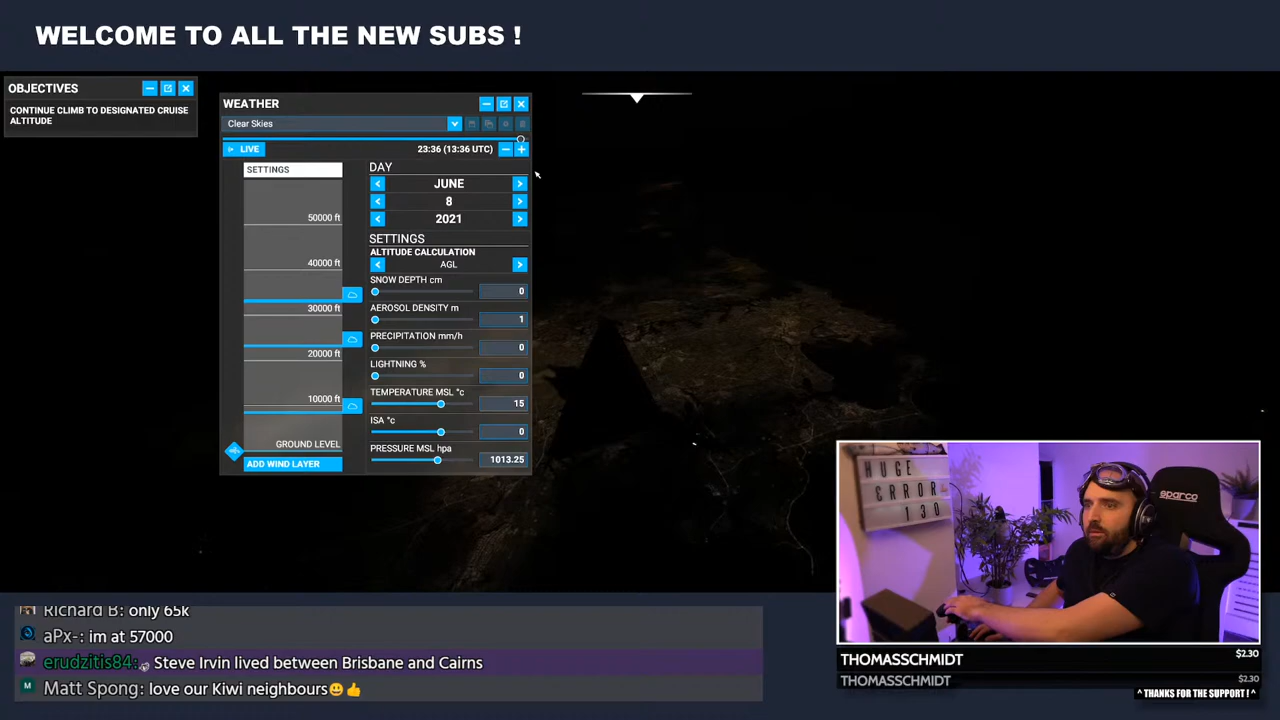 WELCOME TO ALL THE NEW SUBS !
OBJECTIVES
CONTINUE CLIMB TO DESIGNATED CRUISE
ALTITUDE
WEATHER
Clear Skies
LIVE
23:36 (13:36 UTC)
SETTINGS
50000 ft
40000 ft
30000 ft
20000 ft
10000 ft
GROUND LEVEL
ADD WIND LAYER
DAY
JUNE
8
2021
SETTINGS
ALTITUDE CALCULATION
AGL
SNOW DEPTH cm
0
AEROSOL DENSITY m
1
PRECIPITATION mm/h
0
LIGHTNING %
0
TEMPERATURE MSL °c
15
ISA °c
0
PRESSURE MSL hpa
1013.25
HUGE
ERROR
130
sparco
Richard B: only 65k
aPx-: im at 57000
erudzitis84: Steve Irvin lived between Brisbane and Cairns
M Matt Spong: love our Kiwi neighbours😃👍
THOMASSCHMIDT $2.30
THOMASSCHMIDT $2.30
^ THANKS FOR THE SUPPORT ! ^